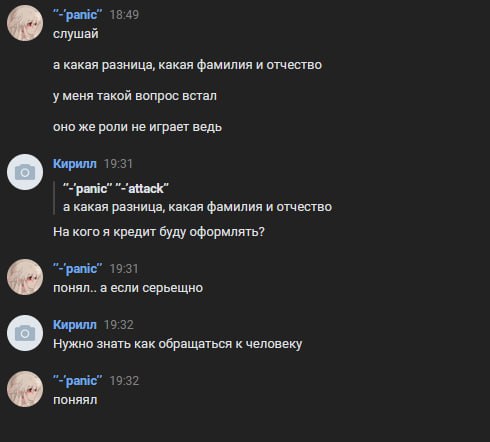 "-'panic" 18:49
слушай
а какая разница, какая фамилия и отчество
у меня такой вопрос встал
оно же роли не играет ведь
Кирилл 19:31
"-'panic" "-'attack"
а какая разница, какая фамилия и отчество
На кого я кредит буду оформлять?
"-'panic" 19:31
понял.. а если серьещно
Кирилл 19:32
Нужно знать как обращаться к человеку
"-'panic" 19:32
поняял